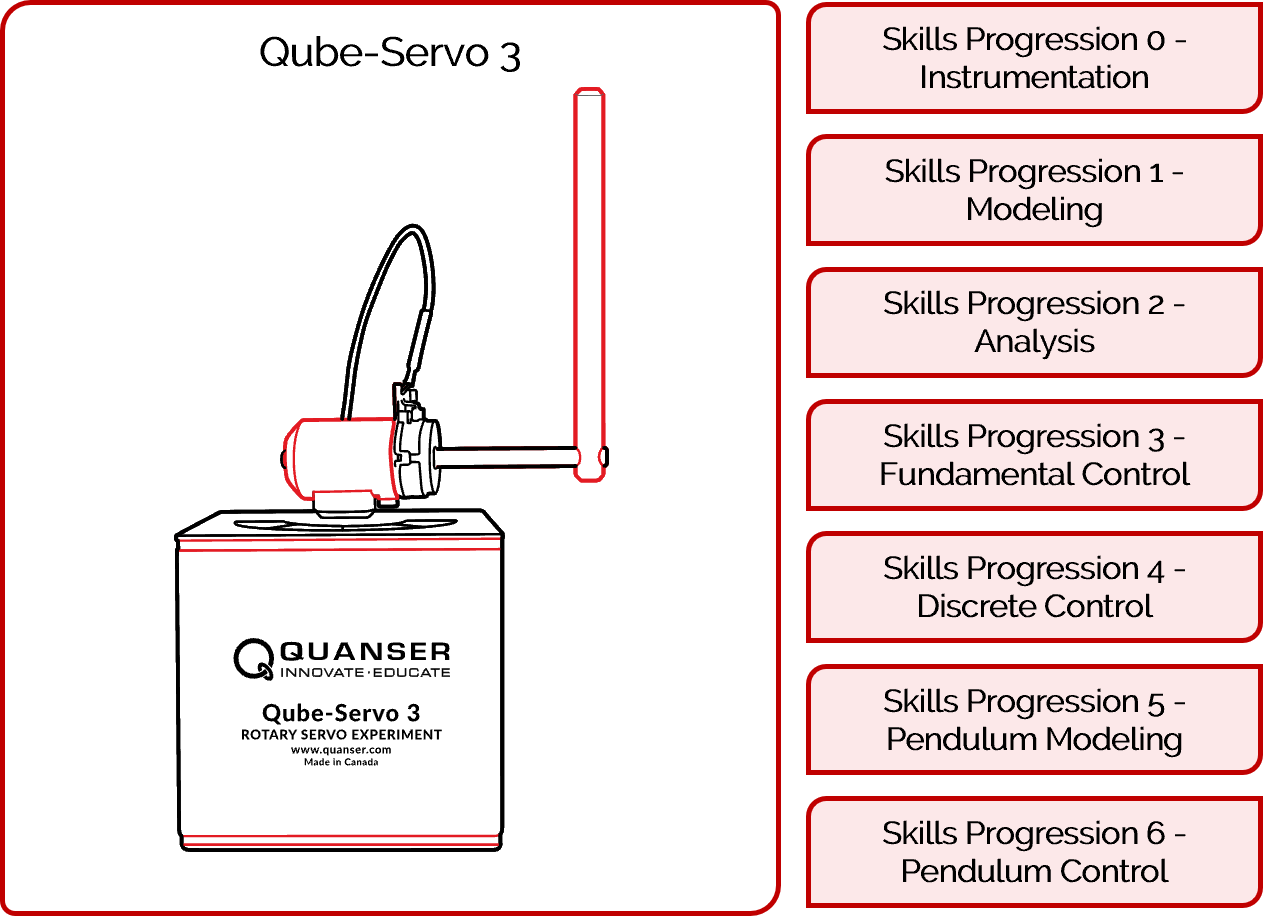 Qube-Servo 3
QUANSER
INNOVATE·EDUCATE
Qube-Servo 3
ROTARY SERVO EXPERIMENT
www.quanser.com
Made in Canada
Skills Progression 0 -
Instrumentation
Skills Progression 1 -
Modeling
Skills Progression 2 -
Analysis
Skills Progression 3 -
Fundamental Control
Skills Progression 4 -
Discrete Control
Skills Progression 5 -
Pendulum Modeling
Skills Progression 6 -
Pendulum Control